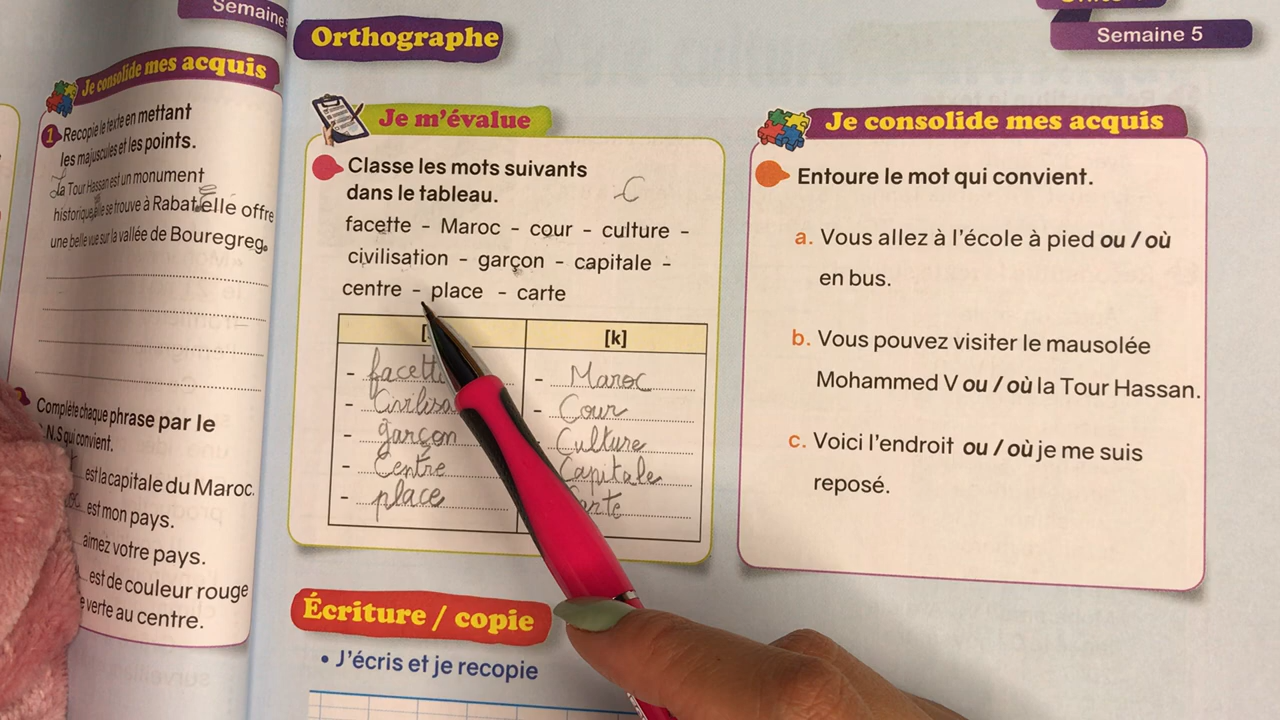 Semaine
Je consolide mes acquis
1 Recopie le texte en mettant
les majuscules et les points.
La Tour Hassan est un monument
historique, elle se trouve à Rabat. elle offre
une belle vue sur la vallée de Bouregreg.
Complète chaque phrase par le
N.S qui convient.
est la capitale du Maroc.
est mon pays.
aimez votre pays.
est de couleur rouge
verte au centre.
Orthographe
Je m'évalue
Classe les mots suivants
dans le tableau.
C
facette - Maroc - cour - culture -
civilisation - garçon - capitale -
centre - place - carte
[k]
- Maroc
- Civilisa - Cour
- garçon Culture
- Centre Capitale
- place
Écriture / copie
• J'écris et je recopie
Semaine 5
Je consolide mes acquis
Entoure le mot qui convient.
a. Vous allez à l'école à pied ou / où
en bus.
b. Vous pouvez visiter le mausolée
Mohammed V ou / où la Tour Hassan.
c. Voici l'endroit ou / où je me suis
reposé.